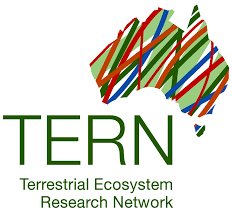 TERN
Terrestrial Ecosystem
Research Network